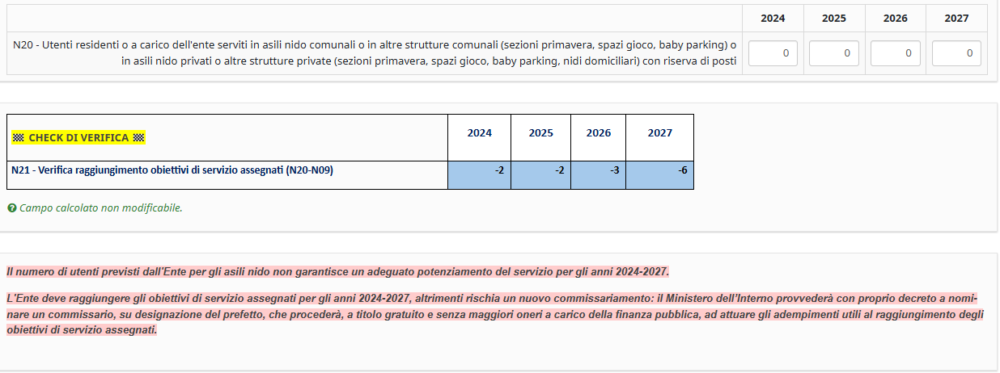 2024 2025 2026 2027
N20 - Utenti residenti o a carico dell'ente serviti in asili nido comunali o in altre strutture comunali (sezioni primavera, spazi gioco, baby parking) o
in asili nido privati o altre strutture private (sezioni primavera, spazi gioco, baby parking, nidi domiciliari) con riserva di posti
0 0 0 0
CHECK DI VERIFICA
2024 2025 2026 2027
N21 - Verifica raggiungimento obiettivi di servizio assegnati (N20-N09)
-2 -2 -3 -6
Campo calcolato non modificabile.
Il numero di utenti previsti dall'Ente per gli asili nido non garantisce un adeguato potenziamento del servizio per gli anni 2024-2027.
L'Ente deve raggiungere gli obiettivi di servizio assegnati per gli anni 2024-2027, altrimenti rischia un nuovo commissariamento: il Ministero dell'Interno provvederà con proprio decreto a nomi-
nare un commissario, su designazione del prefetto, che procederà, a titolo gratuito e senza maggiori oneri a carico della finanza pubblica, ad attuare gli adempimenti utili al raggiungimento degli
obiettivi di servizio assegnati.